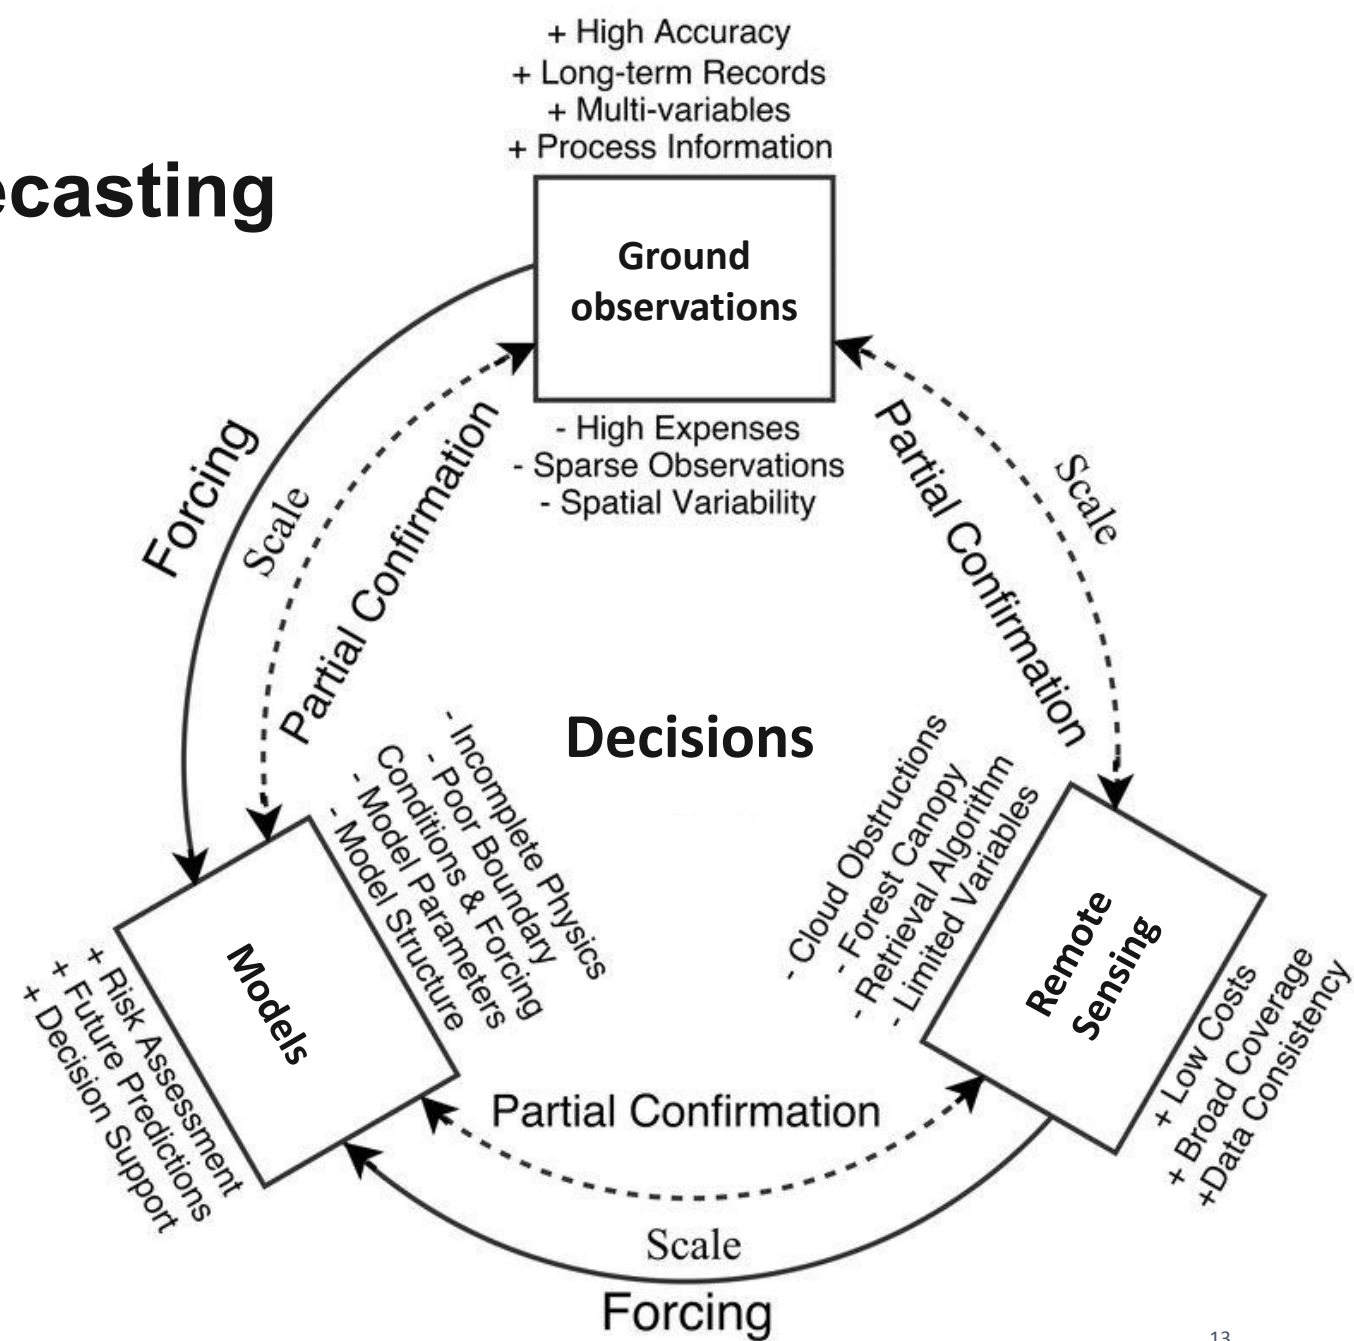 + High Accuracy
+ Long-term Records
+ Multi-variables
+ Process Information
ecasting
Ground
observations
- High Expenses
- Sparse Observations
- Spatial Variability
Forcing
Scale
Partial Confirmation
Partial Confirmation
Scale
Decisions
- Incomplete Physics
- Poor Boundary
Conditions & Forcing
- Model Parameters
- Model Structure
Models
+ Risk Assessment
+ Future Predictions
+ Decision Support
- Cloud Obstructions
- Forest Canopy
- Retrieval Algorithm
- Limited Variables
Remote
Sensing
+ Low Costs
+ Broad Coverage
+Data Consistency
Partial Confirmation
Scale
Forcing
13